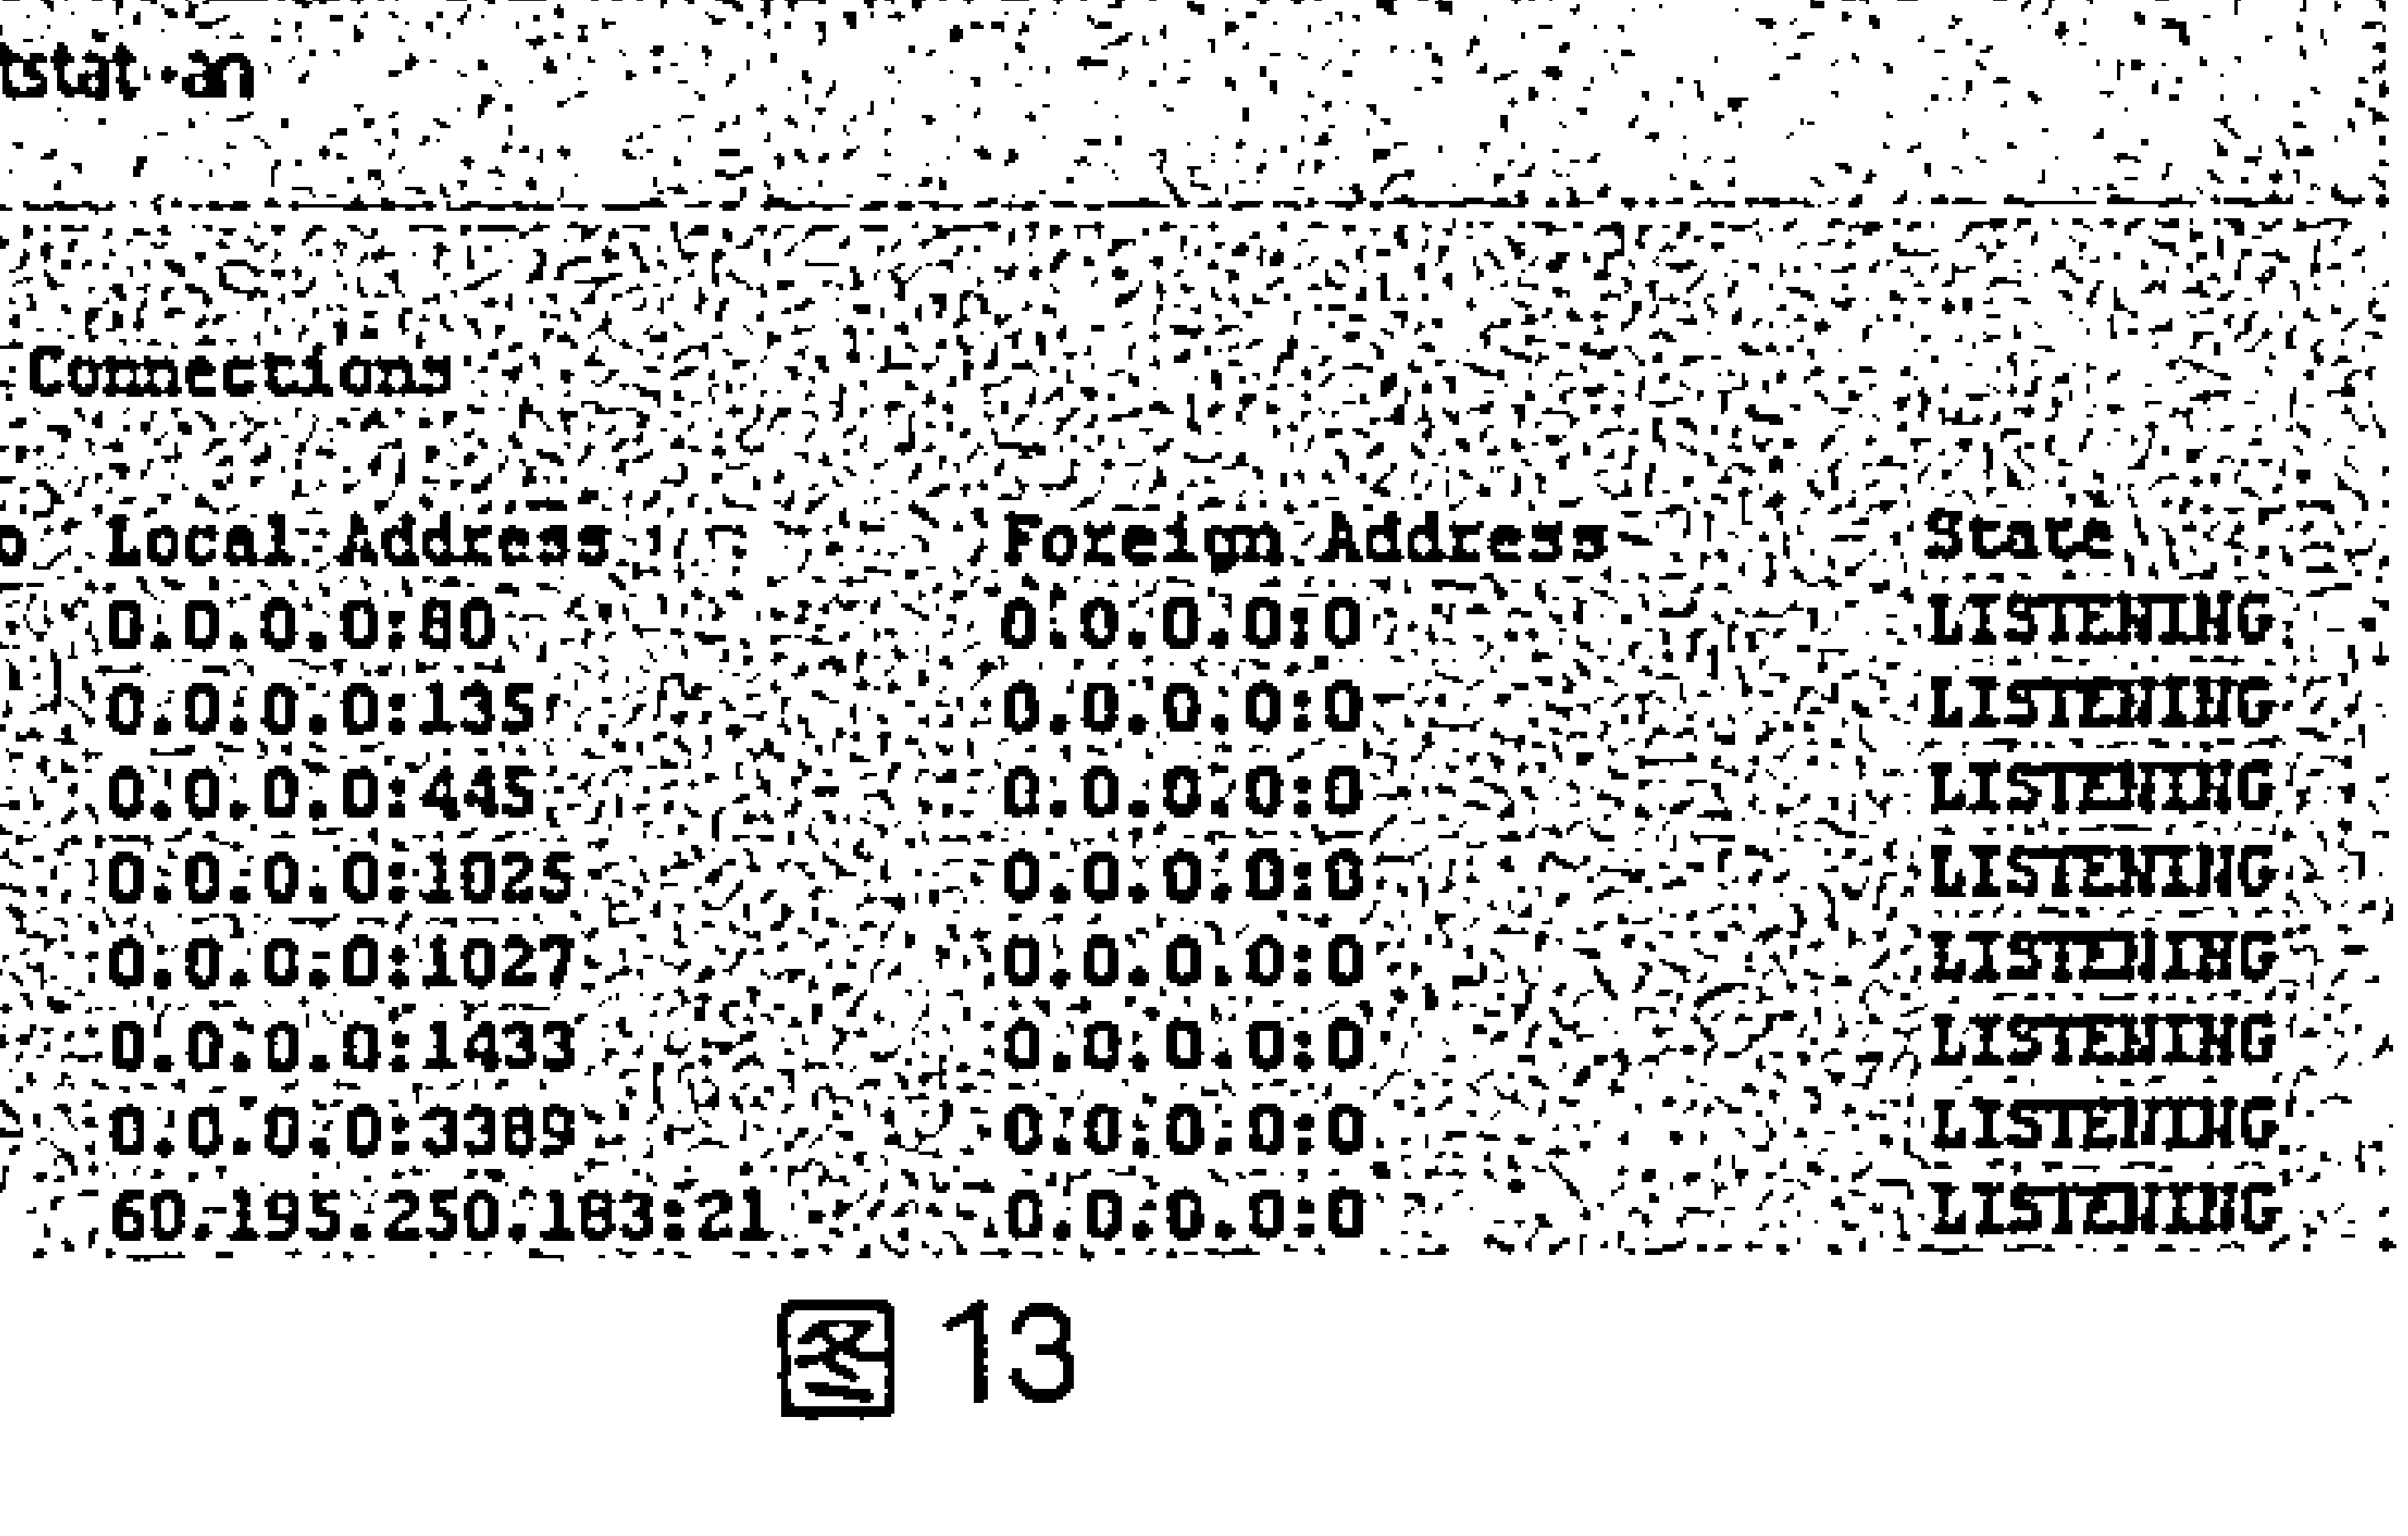 tstat -an
Connections
o Local Address Foreign Address State
0.0.0.0:80 0.0.0.0:0 LISTENING
0.0.0.0:135 0.0.0.0:0 LISTENING
0.0.0.0:445 0.0.0.0:0 LISTENING
0.0.0.0:1025 0.0.0.0:0 LISTENING
0.0.0.0:1027 0.0.0.0:0 LISTENING
0.0.0.0:1433 0.0.0.0:0 LISTENING
0.0.0.0:3389 0.0.0.0:0 LISTENING
60.195.250.183:21 0.0.0.0:0 LISTENING
图 13